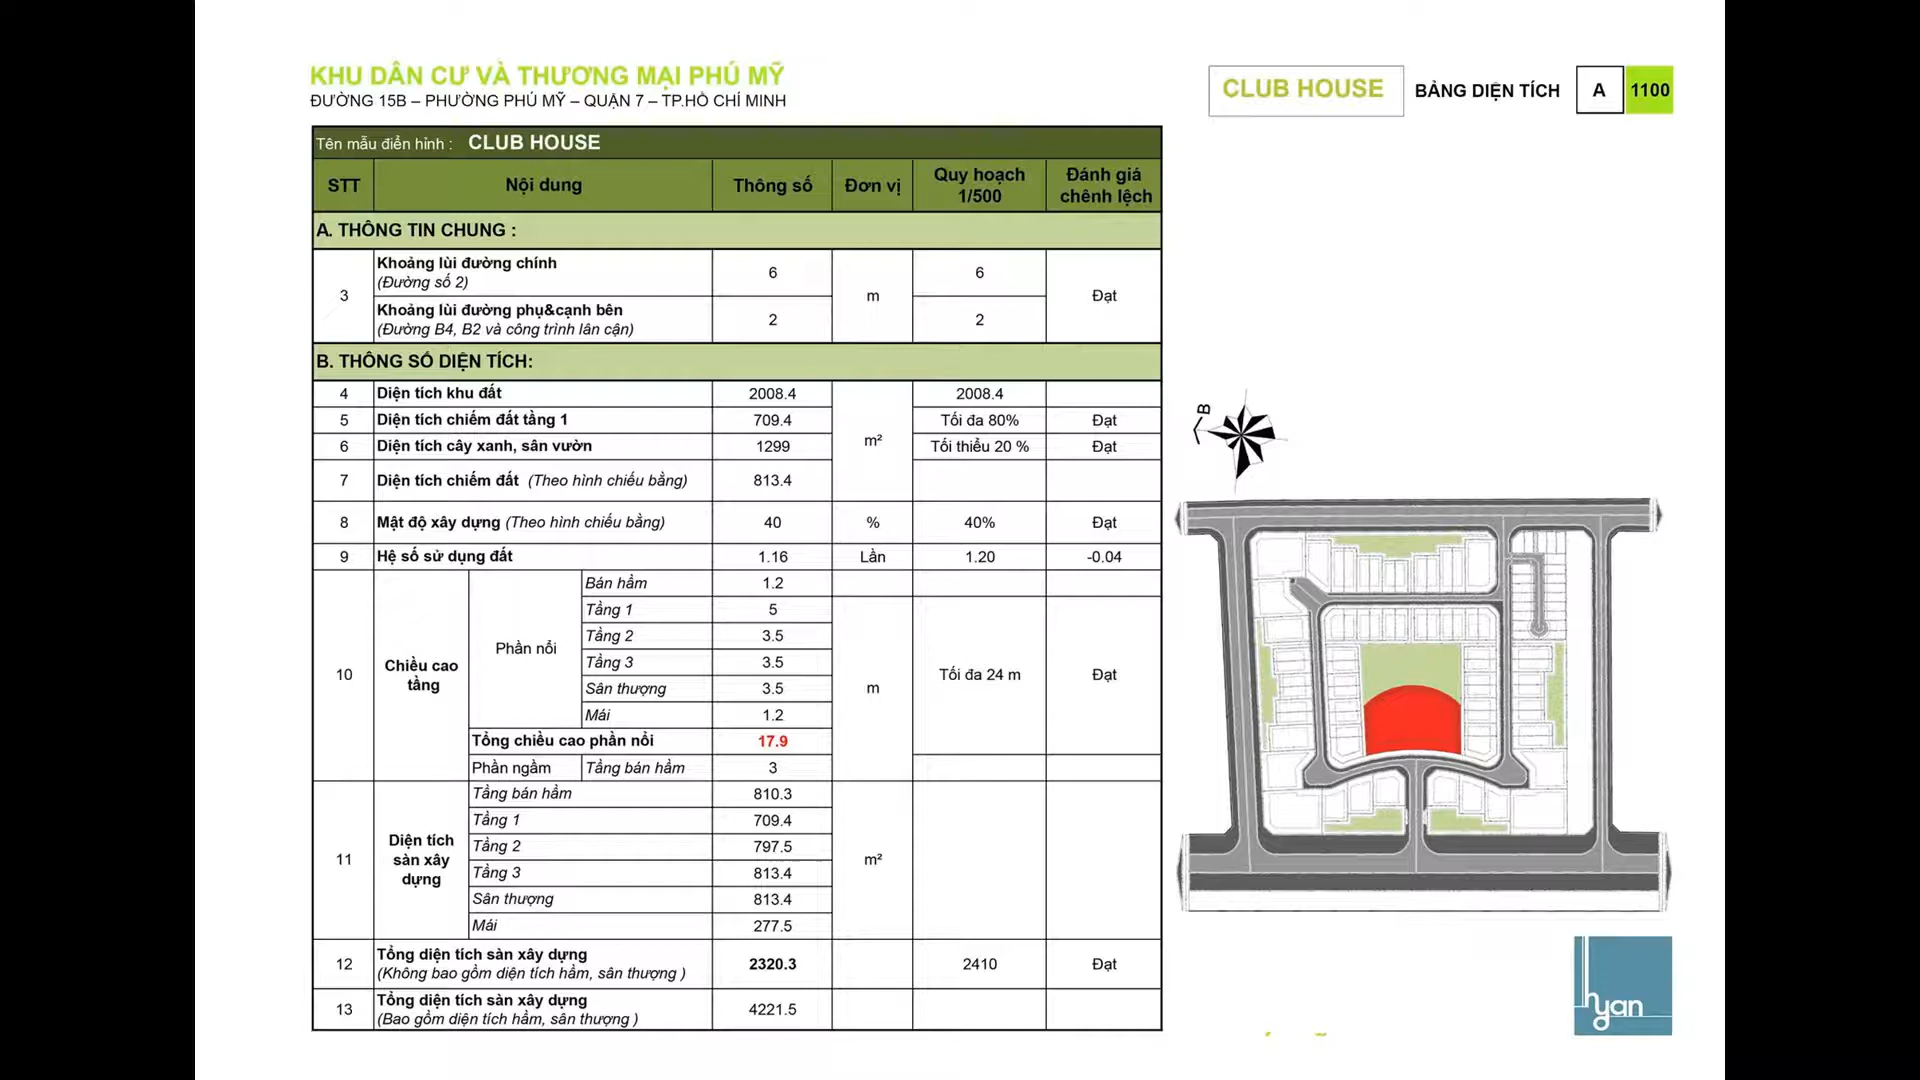 KHU DÂN CƯ VÀ THƯƠNG MẠI PHÚ MỸ
ĐƯỜNG 15B – PHƯỜNG PHÚ MỸ – QUẬN 7 – TP.HỒ CHÍ MINH
CLUB HOUSE
BẢNG DIỆN TÍCH
A
1100
Tên mẫu điển hình : CLUB HOUSE
STT Nội dung Thông số Đơn vị Quy hoạch 1/500 Đánh giá chênh lệch
A. THÔNG TIN CHUNG :
3 Khoảng lùi đường chính 6 m 6 Đạt
(Đường số 2)
Khoảng lùi đường phụ&cạnh bên 2 2
(Đường B4, B2 và công trình lân cận)
B. THÔNG SỐ DIỆN TÍCH:
4 Diện tích khu đất 2008.4 m² 2008.4
5 Diện tích chiếm đất tầng 1 709.4 Tối đa 80% Đạt
6 Diện tích cây xanh, sân vườn 1299 Tối thiểu 20 % Đạt
7 Diện tích chiếm đất (Theo hình chiếu bằng) 813.4
8 Mật độ xây dựng (Theo hình chiếu bằng) 40 % 40% Đạt
9 Hệ số sử dụng đất 1.16 Lần 1.20 -0.04
10 Chiều cao tầng Phần nổi Bán hầm 1.2
Tầng 1 5 m Tối đa 24 m Đạt
Tầng 2 3.5
Tầng 3 3.5
Sân thượng 3.5
Mái 1.2
Tổng chiều cao phần nổi 17.9
Phần ngầm Tầng bán hầm 3
11 Diện tích sàn xây dựng Tầng bán hầm 810.3 m²
Tầng 1 709.4
Tầng 2 797.5
Tầng 3 813.4
Sân thượng 813.4
Mái 277.5
12 Tổng diện tích sàn xây dựng 2320.3 2410 Đạt
(Không bao gồm diện tích hầm, sân thượng )
13 Tổng diện tích sàn xây dựng 4221.5
(Bao gồm diện tích hầm, sân thượng )
B
hyan